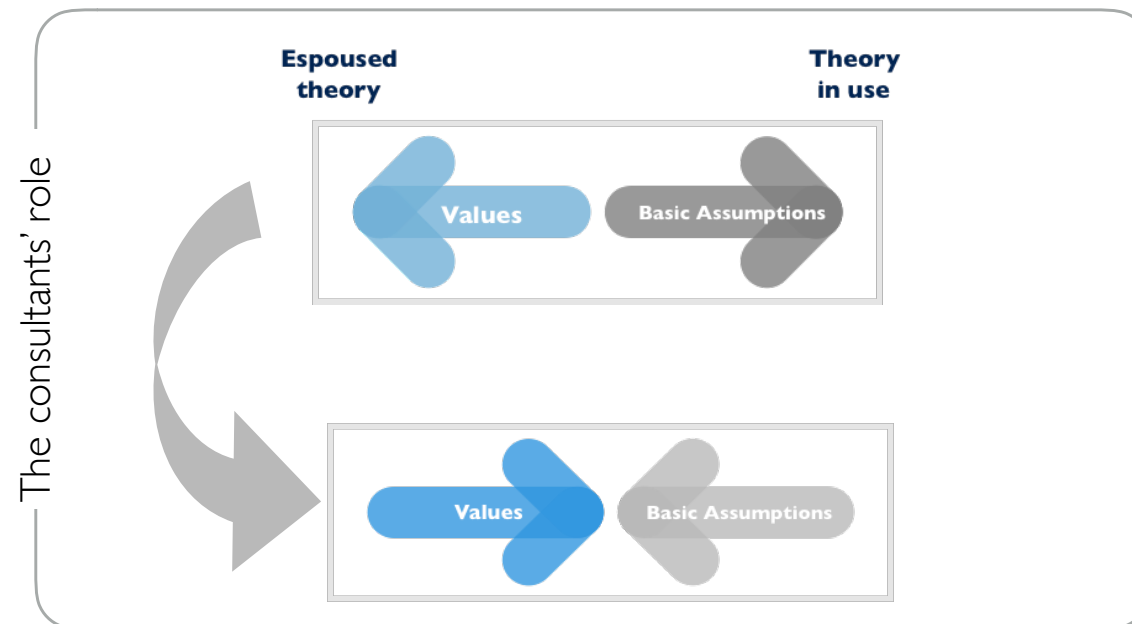 The consultants’ role
Espoused
theory
Theory
in use
Values
Basic Assumptions
Values
Basic Assumptions